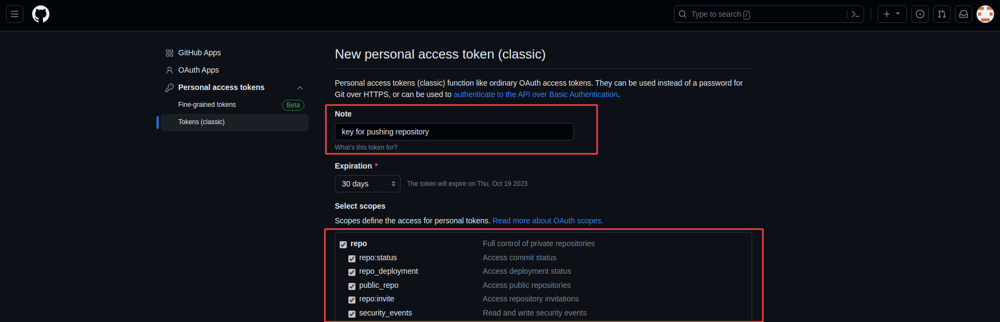 Type to search /
GitHub Apps
OAuth Apps
Personal access tokens
Fine-grained tokens Beta
Tokens (classic)
New personal access token (classic)
Personal access tokens (classic) function like ordinary OAuth access tokens. They can be used instead of a password for
Git over HTTPS, or can be used to authenticate to the API over Basic Authentication.
Note
key for pushing repository
What's this token for?
Expiration *
30 days The token will expire on Thu, Oct 19 2023
Select scopes
Scopes define the access for personal tokens. Read more about OAuth scopes.
repo Full control of private repositories
repo:status Access commit status
repo_deployment Access deployment status
public_repo Access public repositories
repo:invite Access repository invitations
security_events Read and write security events